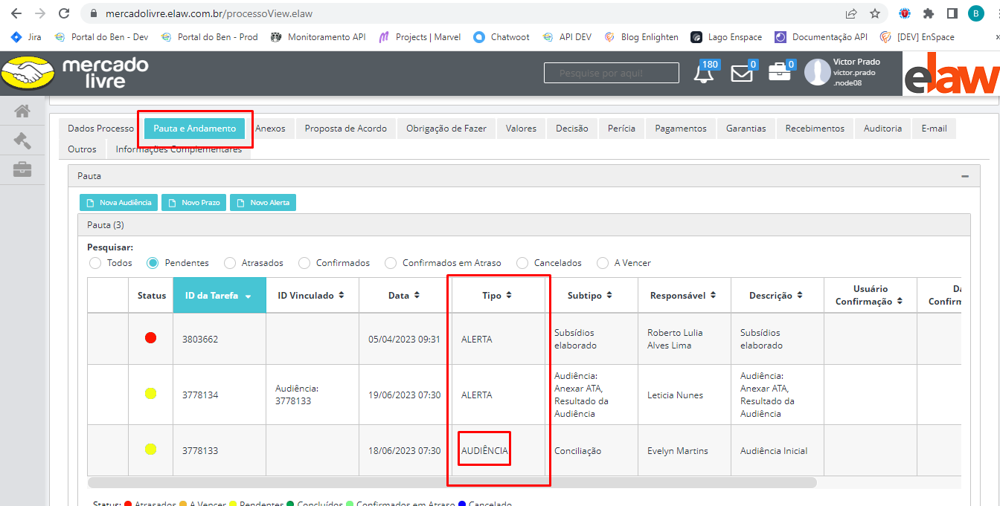 mercadolivre.elaw.com.br/processoView.elaw
B
Jira Portal do Ben - Dev Portal do Ben - Prod Monitoramento API Projects | Marvel Chatwoot API DEV Blog Enlighten Lago Enspace Documentação API [DEV] EnSpace »
mercado
livre
Pesquise por aqui!
180 0 0
Victor Prado
victor.prado
.node08
elaw
Dados Processo Pauta e Andamento Anexos Proposta de Acordo Obrigação de Fazer Valores Decisão Perícia Pagamentos Garantias Recebimentos Auditoria E-mail
Outros Informações Complementares
Pauta
Nova Audiência Novo Prazo Novo Alerta
Pauta (3)
Pesquisar:
Todos Pendentes Atrasados Confirmados Confirmados em Atraso Cancelados A Vencer
Status ID da Tarefa ID Vinculado Data Tipo Subtipo Responsável Descrição Usuário
Confirmação
3803662 05/04/2023 09:31 ALERTA Subsídios
elaborado Roberto Lulia
Alves Lima Subsídios
elaborado
3778134 Audiência:
3778133 19/06/2023 07:30 ALERTA Audiência:
Anexar ATA,
Resultado da
Audiência Leticia Nunes Audiência:
Anexar ATA,
Resultado da
Audiência
3778133 18/06/2023 07:30 AUDIÊNCIA Conciliação Evelyn Martins Audiência Inicial
Status: Atrasados A Vencer Pendentes Concluídos Confirmados em Atraso Cancelado